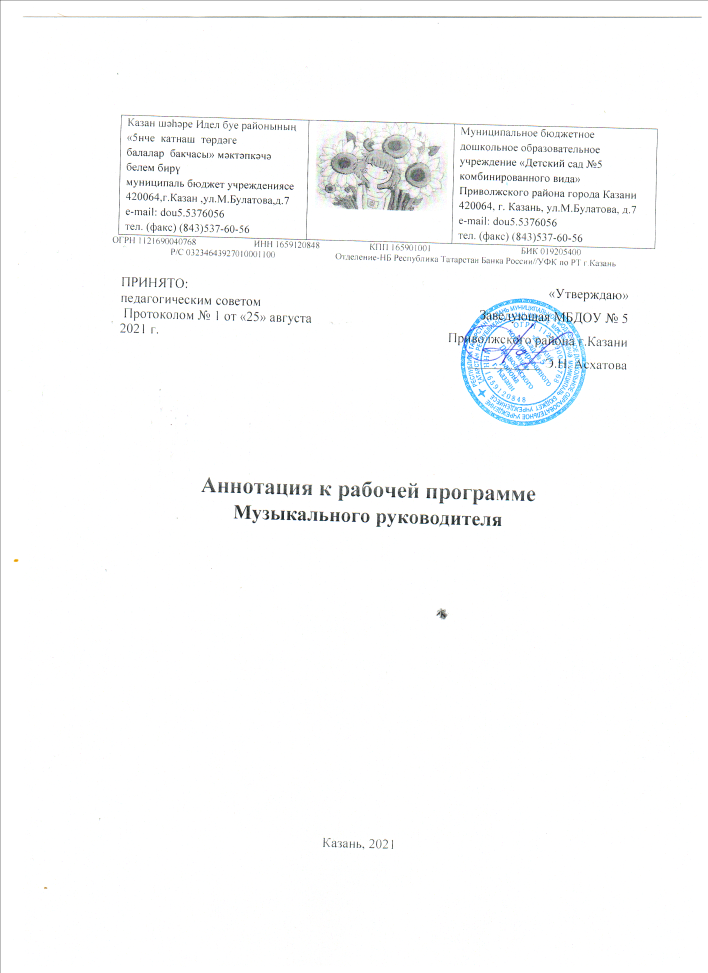 Казан шәһәре Идел буе районының
«5нче катнаш төрдәге
балалар бакчасы» мәктәпкәчә
белем бирү
муниципаль бюджет учреждениясе
420064,г.Казан ,ул.М.Булатова,д.7
e-mail: dou5.5376056
тел. (факс) (843)537-60-56
Муниципальное бюджетное
дошкольное образовательное
учреждение «Детский сад №5
комбинированного вида»
Приволжского района города Казани
420064, г. Казань, ул.М.Булатова, д.7
e-mail: dou5.5376056
тел. (факс) (843)537-60-56
ОГРН 1121690040768 ИНН 1659120848 КПП 165901001 БИК 019205400
Р/С 03234643927010001100 Отделение-НБ Республика Татарстан Банка России//УФК по РТ г.Казань
ПРИНЯТО:
педагогическим советом
Протоколом № 1 от «25» августа
2021 г.
«Утверждаю»
Заведующая МБДОУ № 5
Приволжского района г.Казани
Э.Н. Асхатова
Аннотация к рабочей программе
Музыкального руководителя
Казань, 2021